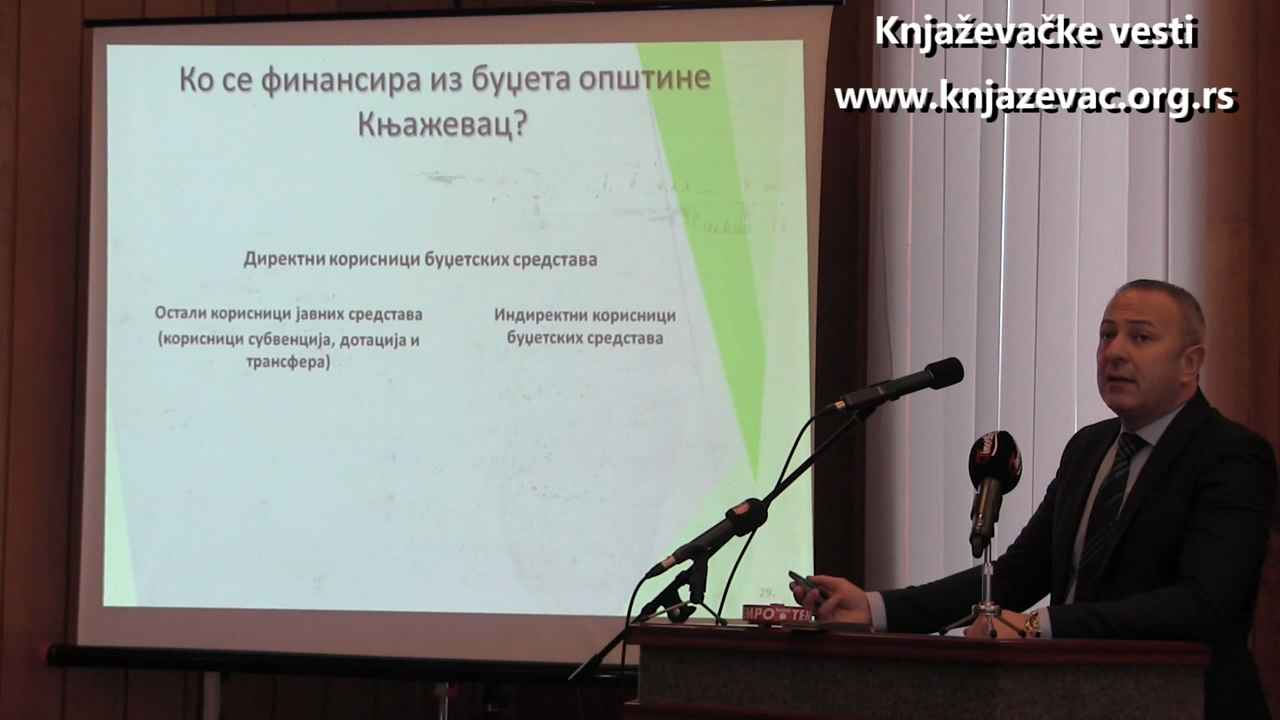 Knjaževačke vesti
www.knjazevac.org.rs
Ко се финансира из буџета општине
Књажевац?
Директни корисници буџетских средстава
Остали корисници јавних средстава
(корисници субвенција, дотација и
трансфера)
Индиректни корисници
буџетских средстава
29.